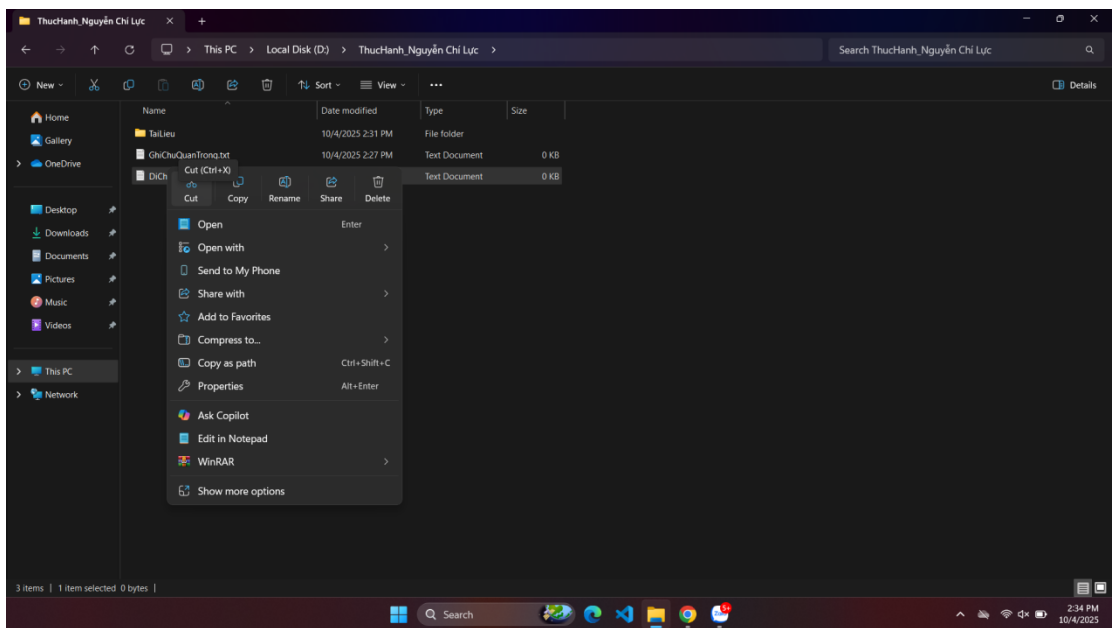 ThucHanh_Nguyễn Chí Lực
This PC > Local Disk (D:) > ThucHanh_Nguyễn Chí Lực >
Search ThucHanh_Nguyễn Chí Lực
New
Sort
View
Details
Home
Gallery
OneDrive
Desktop
Downloads
Documents
Pictures
Music
Videos
This PC
Network
Name Date modified Type Size
TaiLieu 10/4/2025 2:31 PM File folder
GhiChuQuanTrong.txt 10/4/2025 2:27 PM Text Document 0 KB
DiCh Text Document 0 KB
Cut (Ctrl+X)
Cut Copy Rename Share Delete
Open Enter
Open with
Send to My Phone
Share with
Add to Favorites
Compress to...
Copy as path Ctrl+Shift+C
Properties Alt+Enter
Ask Copilot
Edit in Notepad
WinRAR
Show more options
3 items | 1 item selected 0 bytes |
Search
5+
2:34 PM
10/4/2025